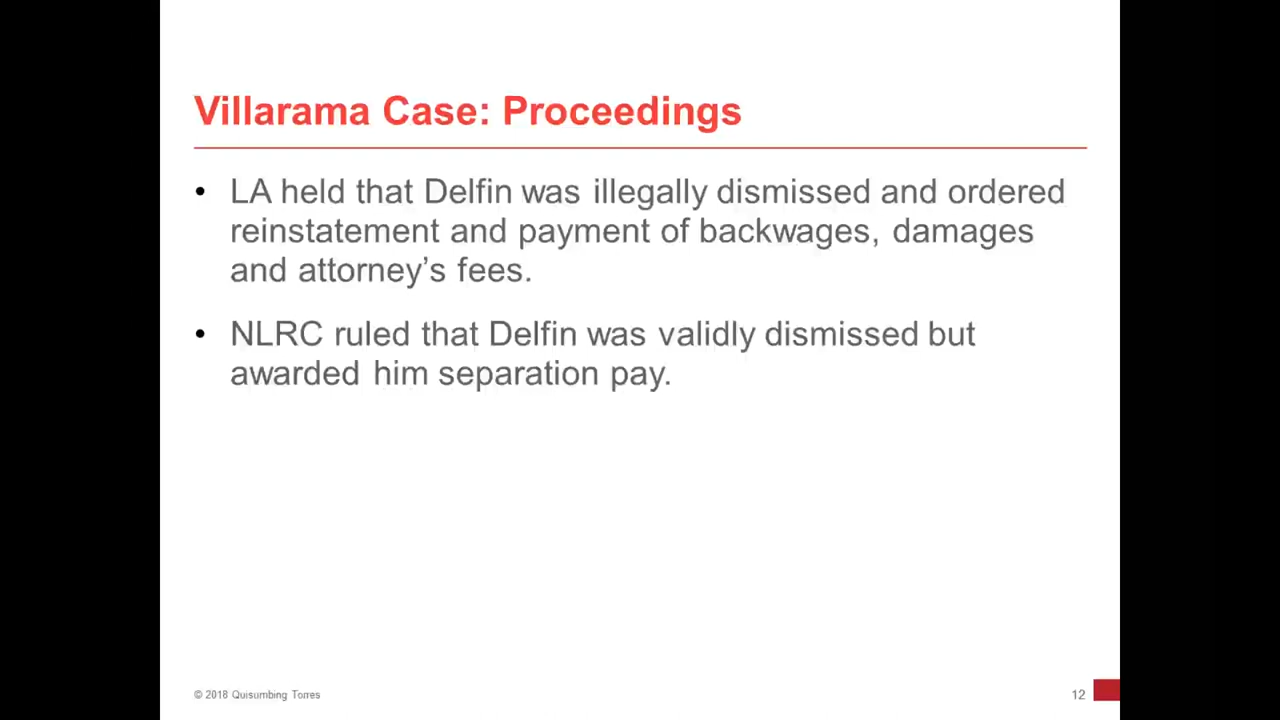 Villarama Case: Proceedings
• LA held that Delfin was illegally dismissed and ordered
reinstatement and payment of backwages, damages
and attorney’s fees.
• NLRC ruled that Delfin was validly dismissed but
awarded him separation pay.
© 2018 Quisumbing Torres
12